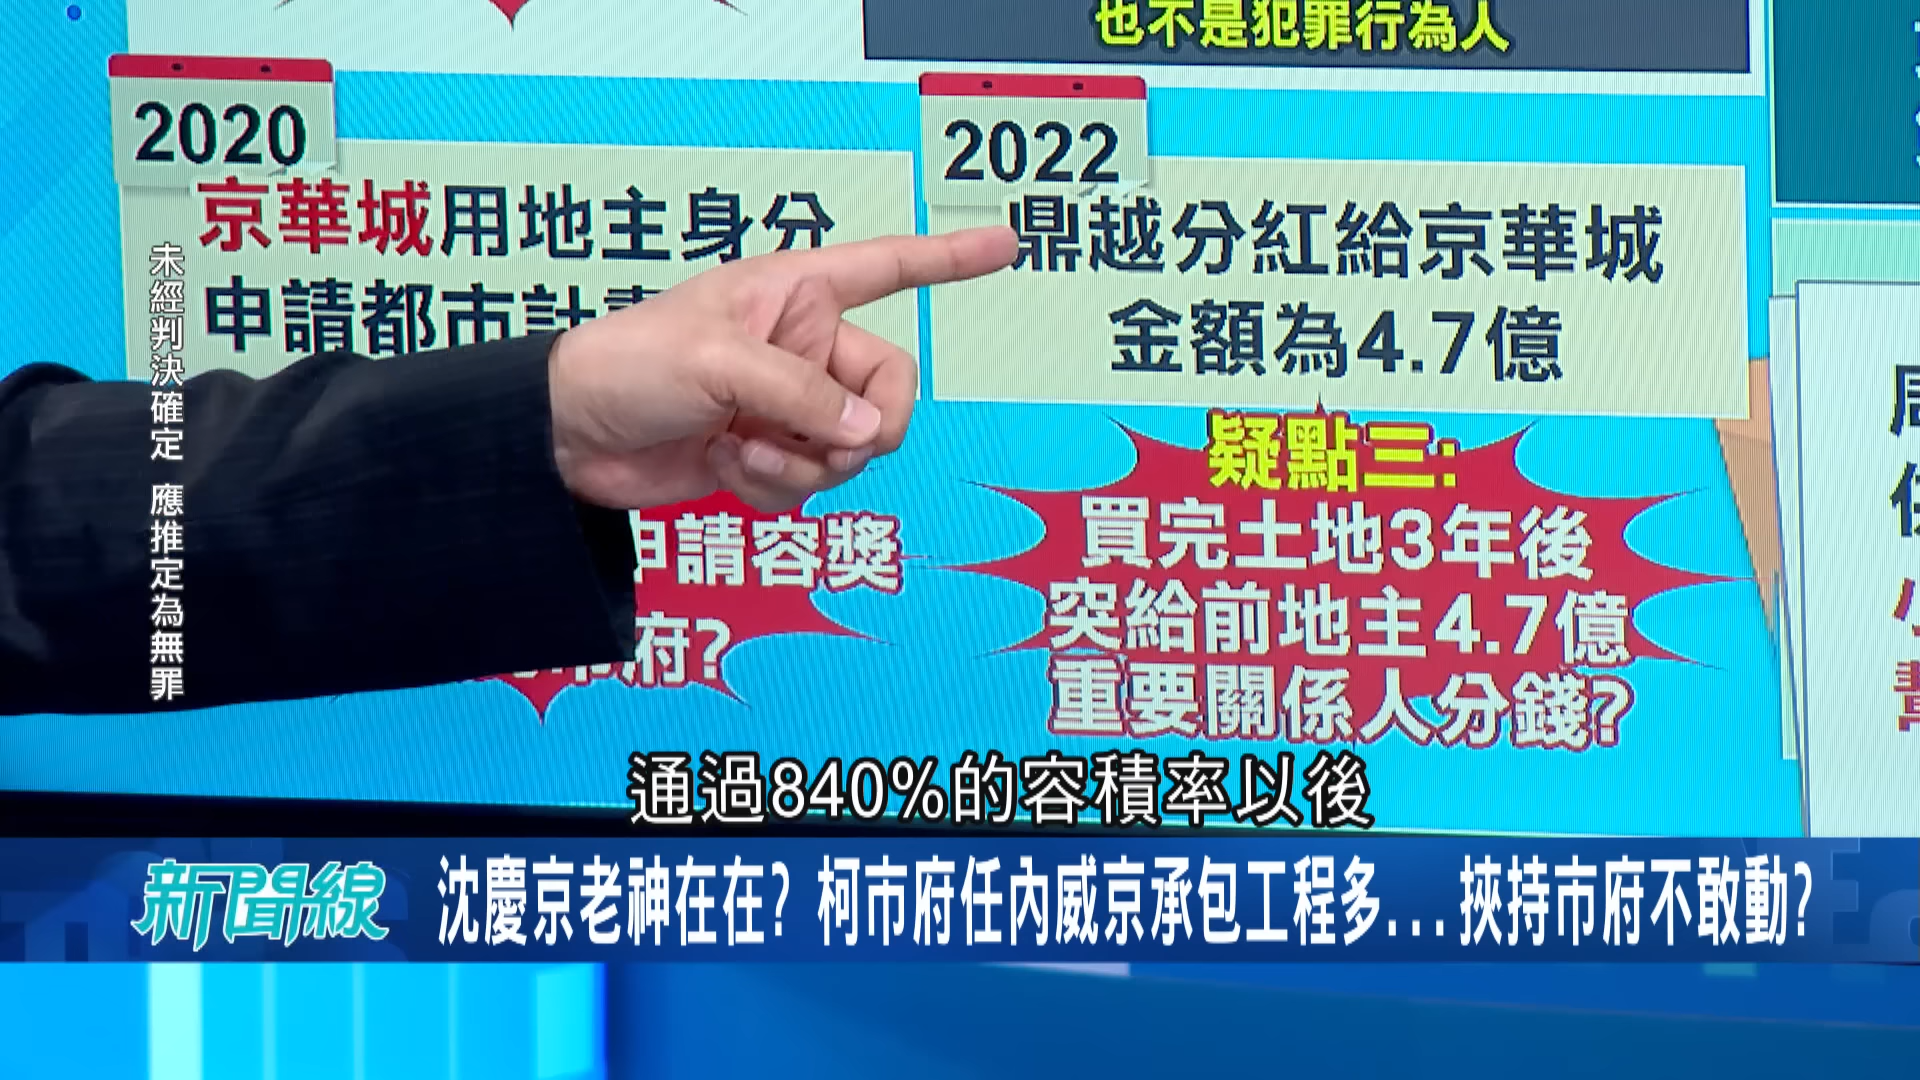 也不是犯罪行為人
2020
京華城用地主身分
申請都市計畫
2022
鼎越分紅給京華城
金額為4.7億
申請容獎
府?
疑點三:
買完土地3年後
突給前地主4.7億
重要關係人分錢?
未經判決確定 應推定為無罪
通過840%的容積率以後
新聞線
沈慶京老神在在? 柯市府任內威京承包工程多...挾持市府不敢動?